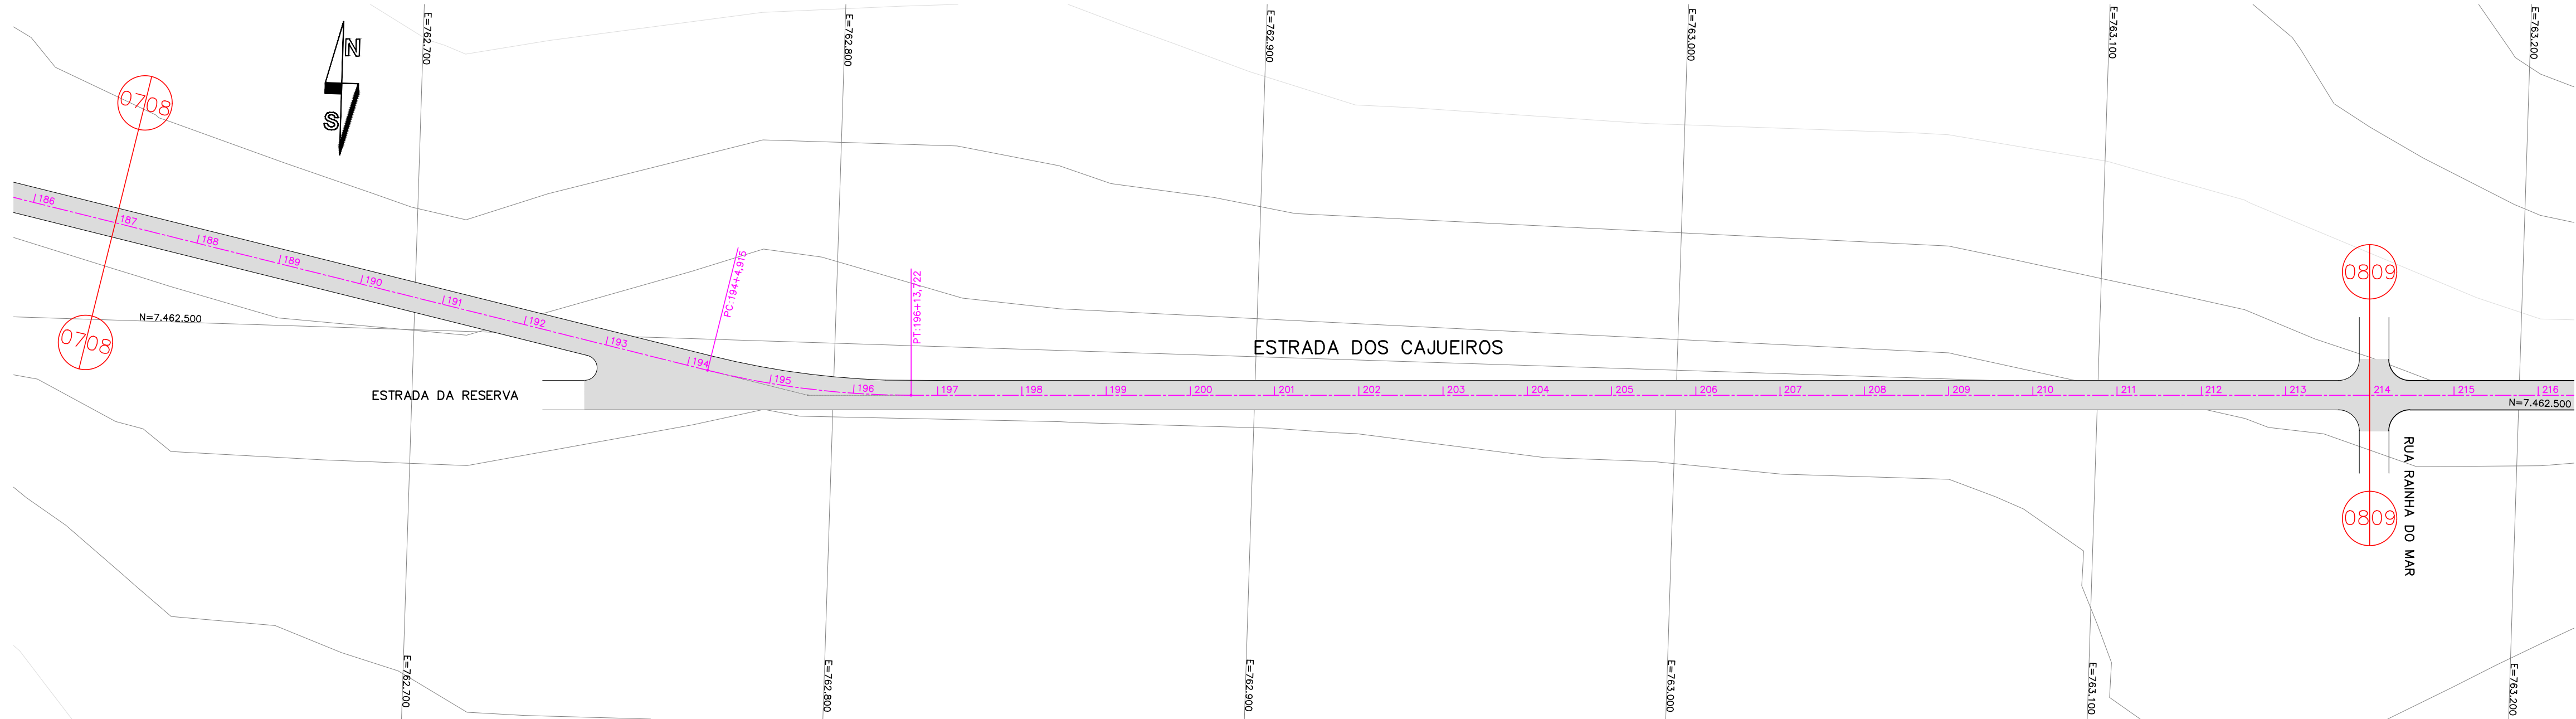 E=762.700
E=762.800
E=762.900
E=763.000
E=763.100
E=763.200
N
S
0708
186
187
188
189
190
191
192
193
194
195
196
197
198
199
200
201
202
203
204
205
206
207
208
209
210
211
212
213
214
215
216
PC:194+4,915
PT:196+13,722
0809
N=7.462.500
0708
ESTRADA DOS CAJUEIROS
ESTRADA DA RESERVA
N=7.462.500
RUA RAINHA DO MAR
0809
E=762.700
E=762.800
E=762.900
E=763.000
E=763.100
E=763.200